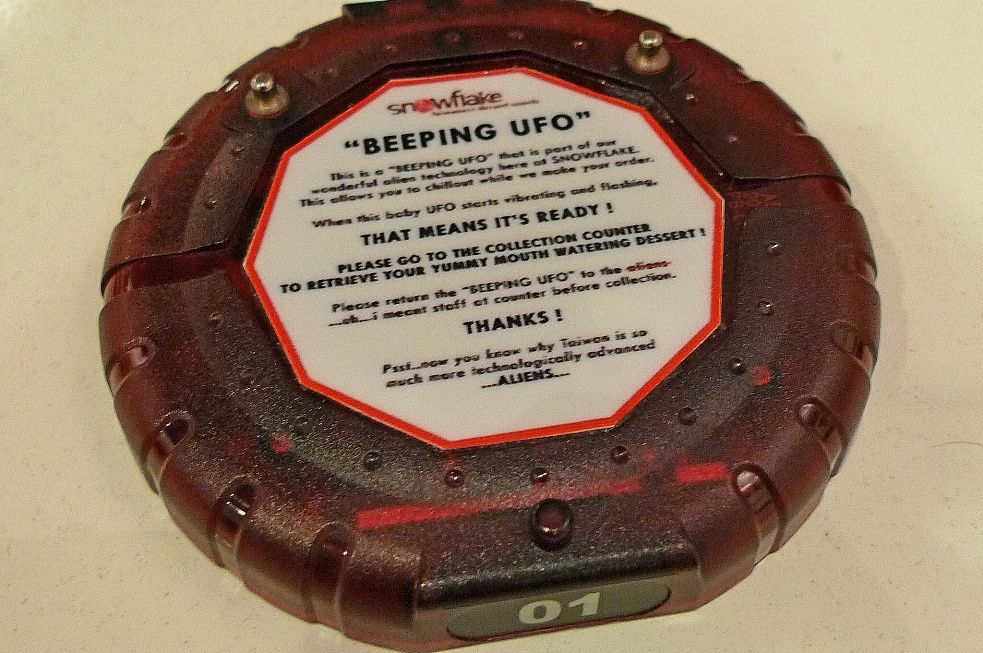 snowflake
"BEEPING UFO"
This is a "BEEPING UFO" that is part of our
wonderful alien technology here at SNOWFLAKE.
This allows you to chillout while we make your order.
When this baby UFO starts vibrating and flashing,
THAT MEANS IT'S READY !
PLEASE GO TO THE COLLECTION COUNTER
TO RETRIEVE YOUR YUMMY MOUTH WATERING DESSERT !
Please return the "BEEPING UFO" to the aliens
...oh...i meant staff at counter before collection.
THANKS !
Psst...now you know why Taiwan is so
much more technologically advanced
...ALIENS...
01